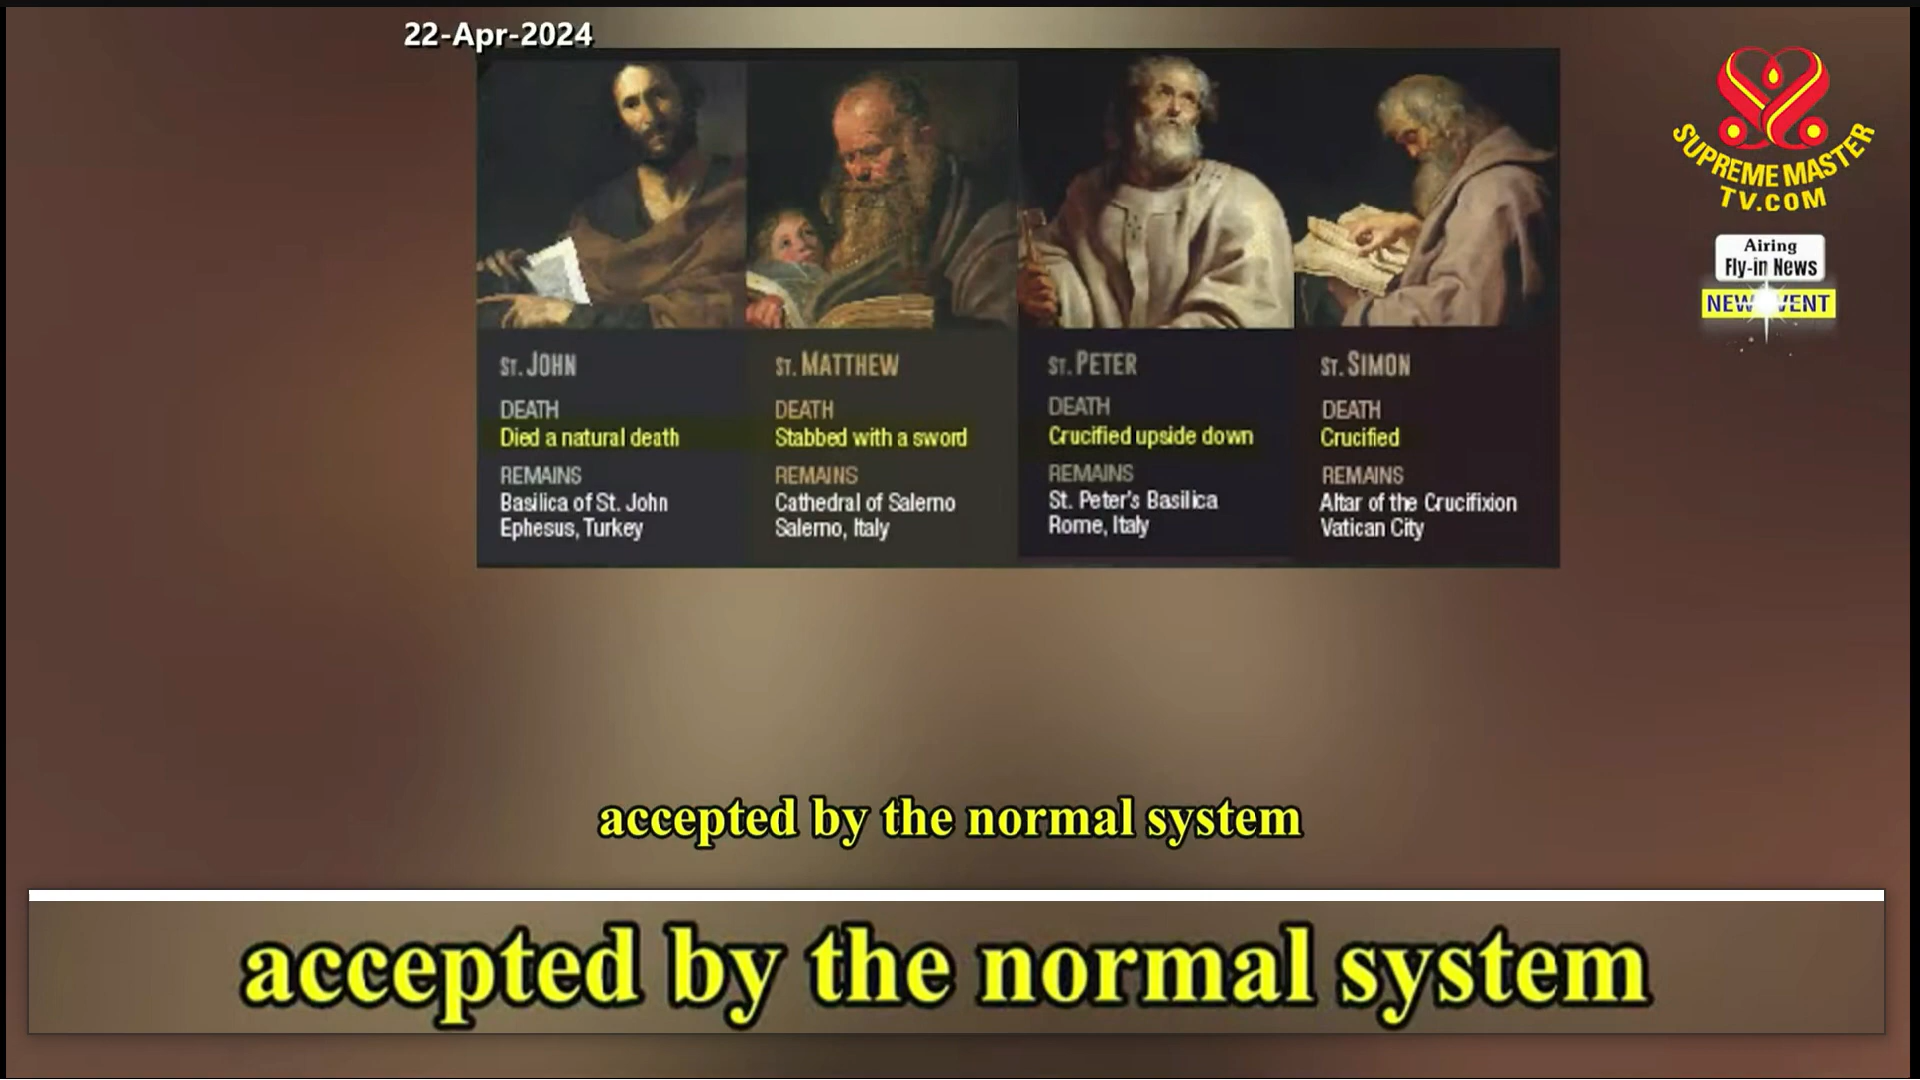 22-Apr-2024
SUPREME MASTER
TV.COM
Airing
Fly-in News
NEW
VENT
ST. JOHN
DEATH
Died a natural death
REMAINS
Basilica of St. John
Ephesus, Turkey
ST. MATTHEW
DEATH
Stabbed with a sword
REMAINS
Cathedral of Salerno
Salerno, Italy
ST. PETER
DEATH
Crucified upside down
REMAINS
St. Peter's Basilica
Rome, Italy
ST. SIMON
DEATH
Crucified
REMAINS
Altar of the Crucifixion
Vatican City
accepted by the normal system
accepted by the normal system